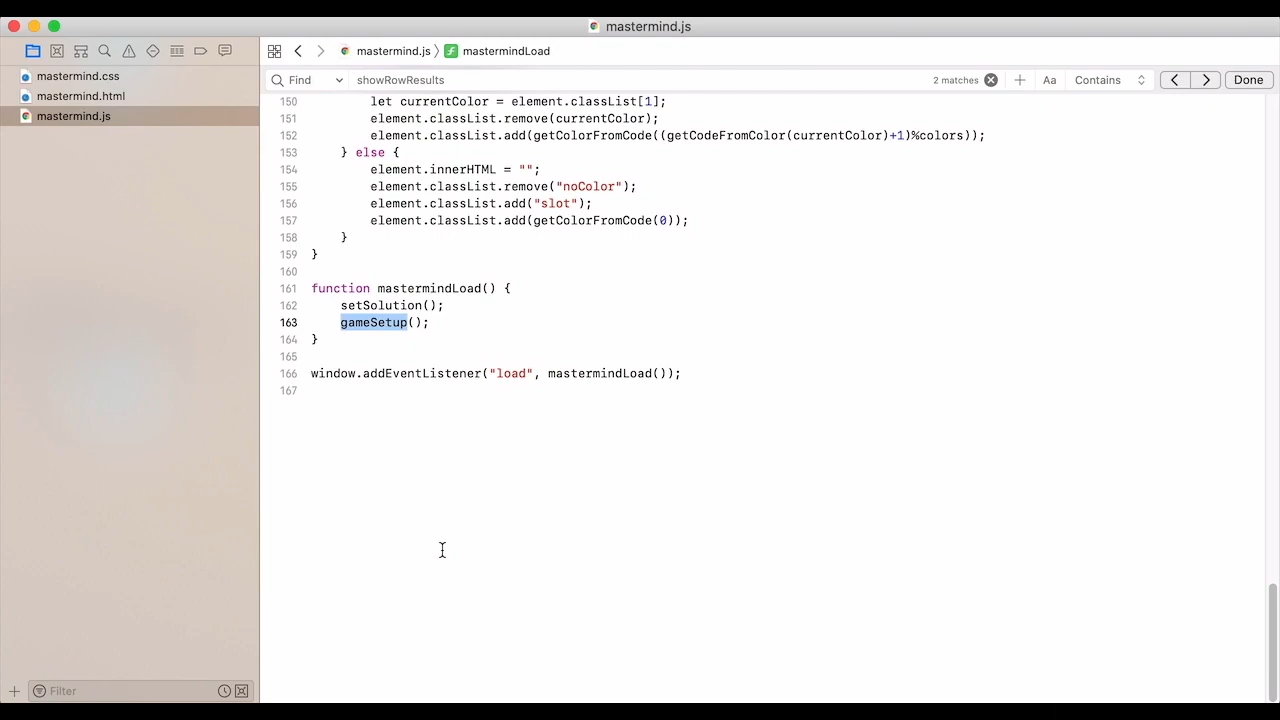 mastermind.js
mastermind.js 〉 mastermindLoad
mastermind.css
mastermind.html
mastermind.js
Find showRowResults 2 matches Aa Contains Done
150 let currentColor = element.classList[1];
151 element.classList.remove(currentColor);
152 element.classList.add(getColorFromCode((getCodeFromColor(currentColor)+1)%colors));
153 } else {
154 element.innerHTML = "";
155 element.classList.remove("noColor");
156 element.classList.add("slot");
157 element.classList.add(getColorFromCode(0));
158 }
159 }
160
161 function mastermindLoad() {
162 setSolution();
163 gameSetup();
164 }
165
166 window.addEventListener("load", mastermindLoad());
167
Filter